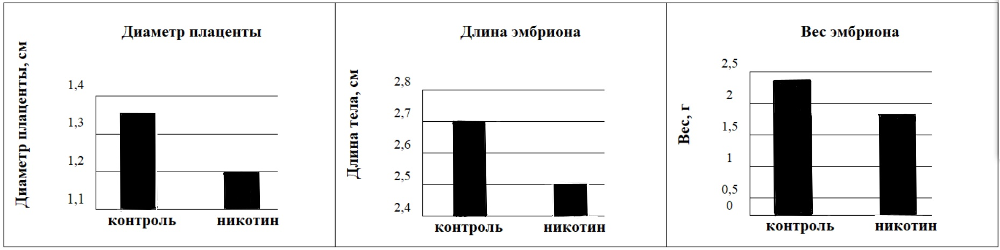 Диаметр плаценты
Диаметр плаценты, см
1,4
1,3
1,2
1,1
контроль никотин
Длина эмбриона
Длина тела, см
2,8
2,7
2,6
2,5
2,4
контроль никотин
Вес эмбриона
Вес, г
2,5
2
1,5
1
0,5
0
контроль никотин